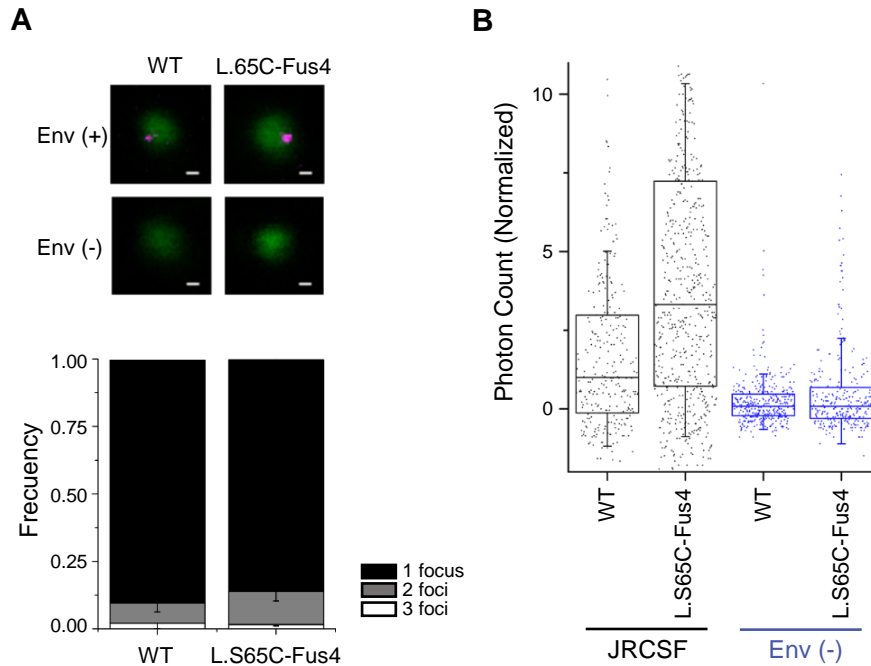 A
WT
L.65C-Fus4
Env (+)
Env (-)
1.00
0.75
0.50
0.25
0.00
Frecuency
WT
L.S65C-Fus4
1 focus
2 foci
3 foci
B
Photon Count (Normalized)
10
5
0
WT
L.S65C-Fus4
WT
L.S65C-Fus4
JRCSF
Env (-)